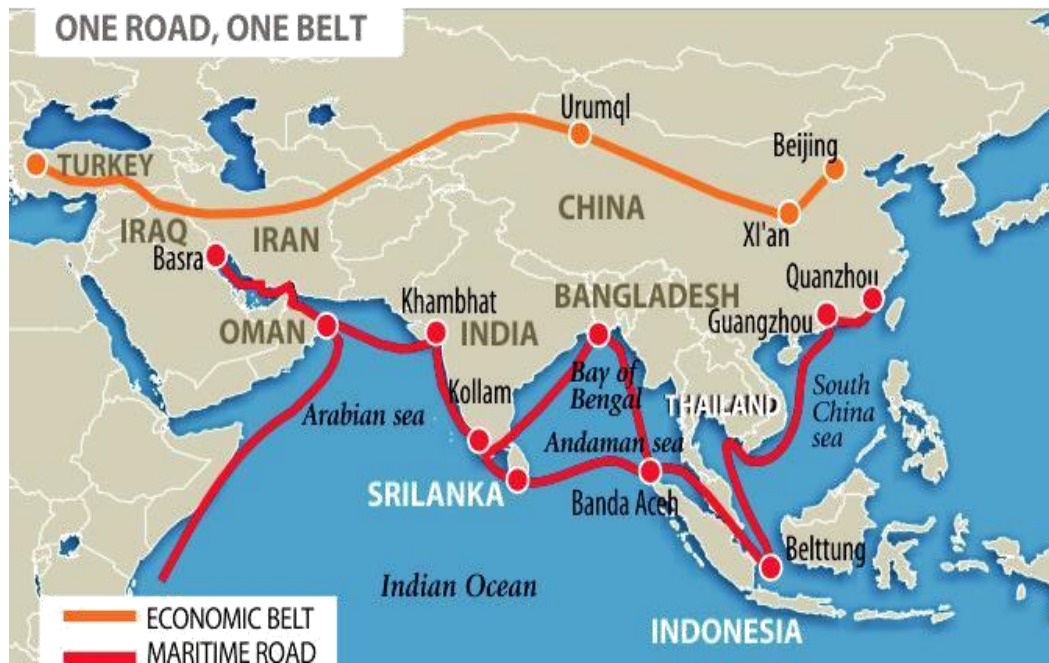 ONE ROAD, ONE BELT
Urumql
Beijing
TURKEY
CHINA
XI'an
IRAQ
IRAN
Basra
Quanzhou
Khambhat
BANGLADESH
Guangzhou
OMAN
INDIA
Kollam
Bay of
Bengal
THAILAND
South
China
sea
Arabian sea
Andaman sea
SRILANKA
Banda Aceh
Belttung
Indian Ocean
INDONESIA
ECONOMIC BELT
MARITIME ROAD